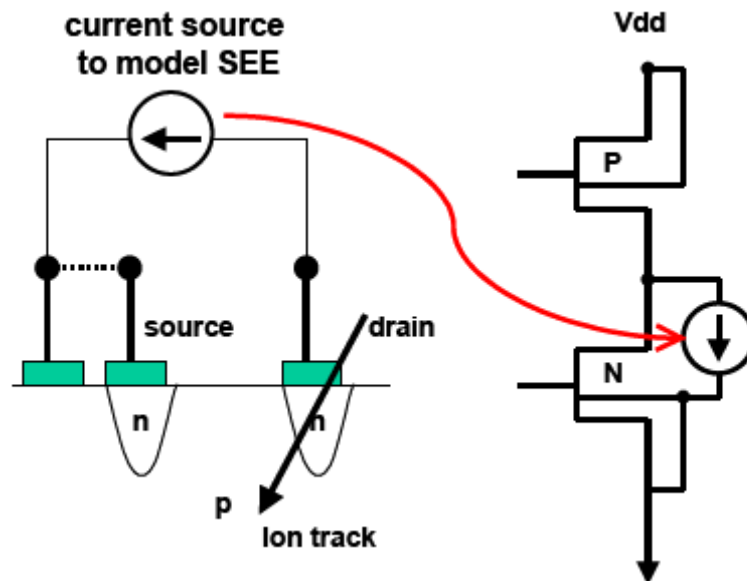 current source
to model SEE
Vdd
P
source
drain
N
n
n
p
Ion track